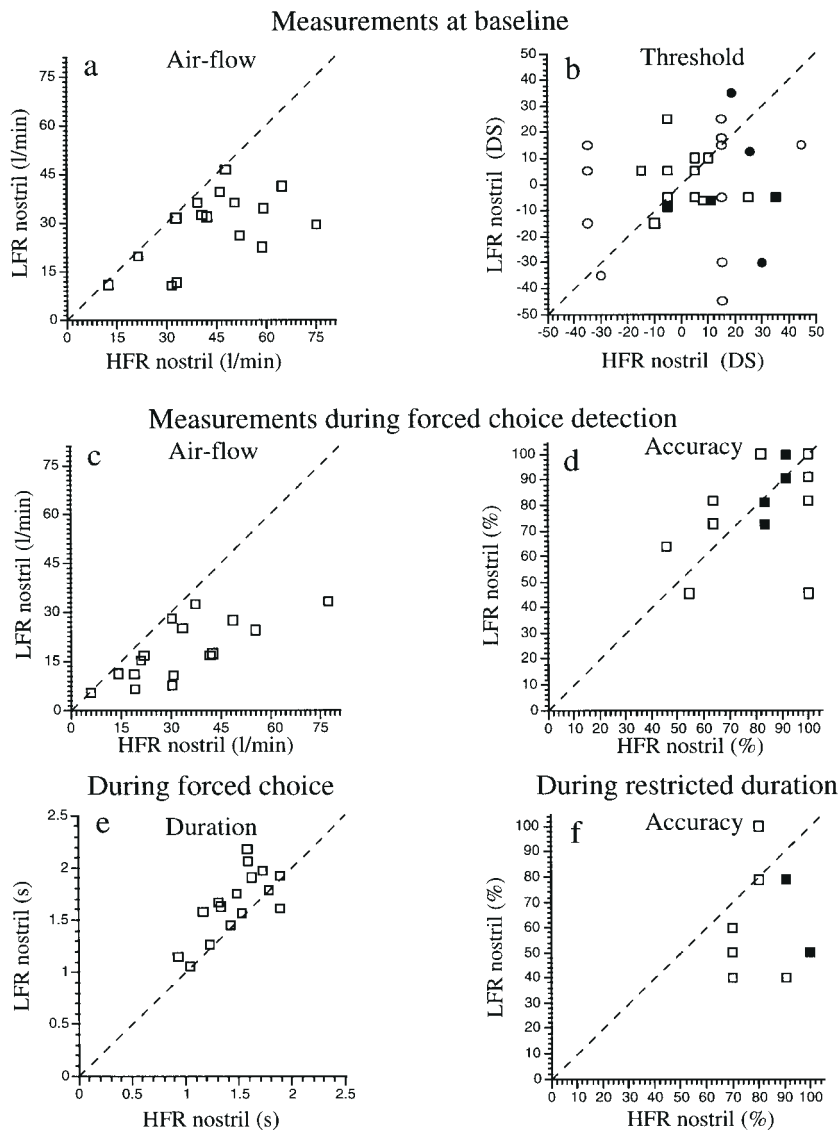 Measurements at baseline
a Air-flow
75
60
45
30
15
0
LFR nostril (l/min)
0 15 30 45 60 75
HFR nostril (l/min)
b Threshold
50
40
30
20
10
0
-10
-20
-30
-40
-50
LFR nostril (DS)
-50 -40 -30 -20 -10 0 10 20 30 40 50
HFR nostril (DS)
Measurements during forced choice detection
c Air-flow
75
60
45
30
15
0
LFR nostril (l/min)
0 15 30 45 60 75
HFR nostril (l/min)
d Accuracy
100
90
80
70
60
50
40
30
20
10
0
LFR nostril (%)
0 10 20 30 40 50 60 70 80 90 100
HFR nostril (%)
During forced choice
e Duration
2.5
2
1.5
1
0.5
0
LFR nostril (s)
0 0.5 1 1.5 2 2.5
HFR nostril (s)
During restricted duration
f Accuracy
100
90
80
70
60
50
40
30
20
10
0
LFR nostril (%)
0 10 20 30 40 50 60 70 80 90 100
HFR nostril (%)